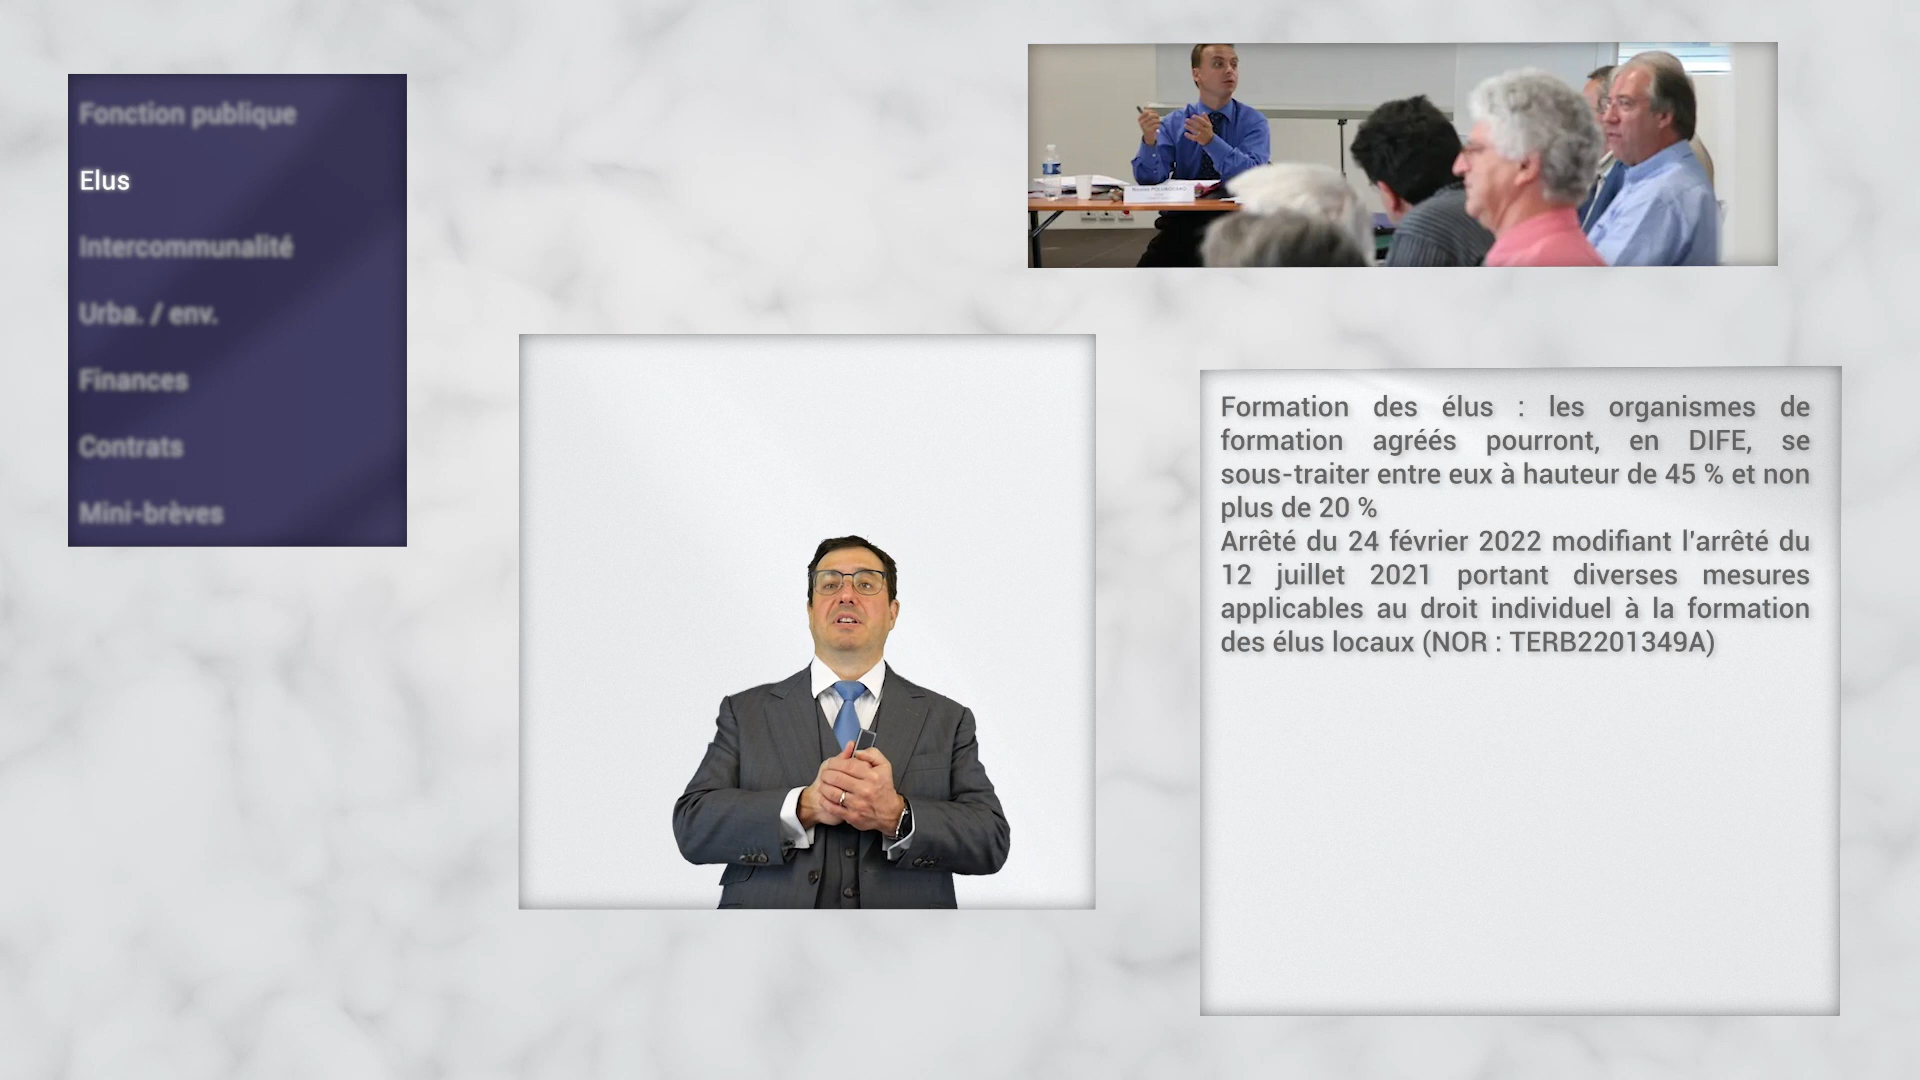 Fonction publique
Elus
Intercommunalité
Urba. / env.
Finances
Contrats
Mini-brèves
Formation des élus : les organismes de
formation agréés pourront, en DIFE, se
sous-traiter entre eux à hauteur de 45 % et non
plus de 20 %
Arrêté du 24 février 2022 modifiant l'arrêté du
12 juillet 2021 portant diverses mesures
applicables au droit individuel à la formation
des élus locaux (NOR : TERB2201349A)